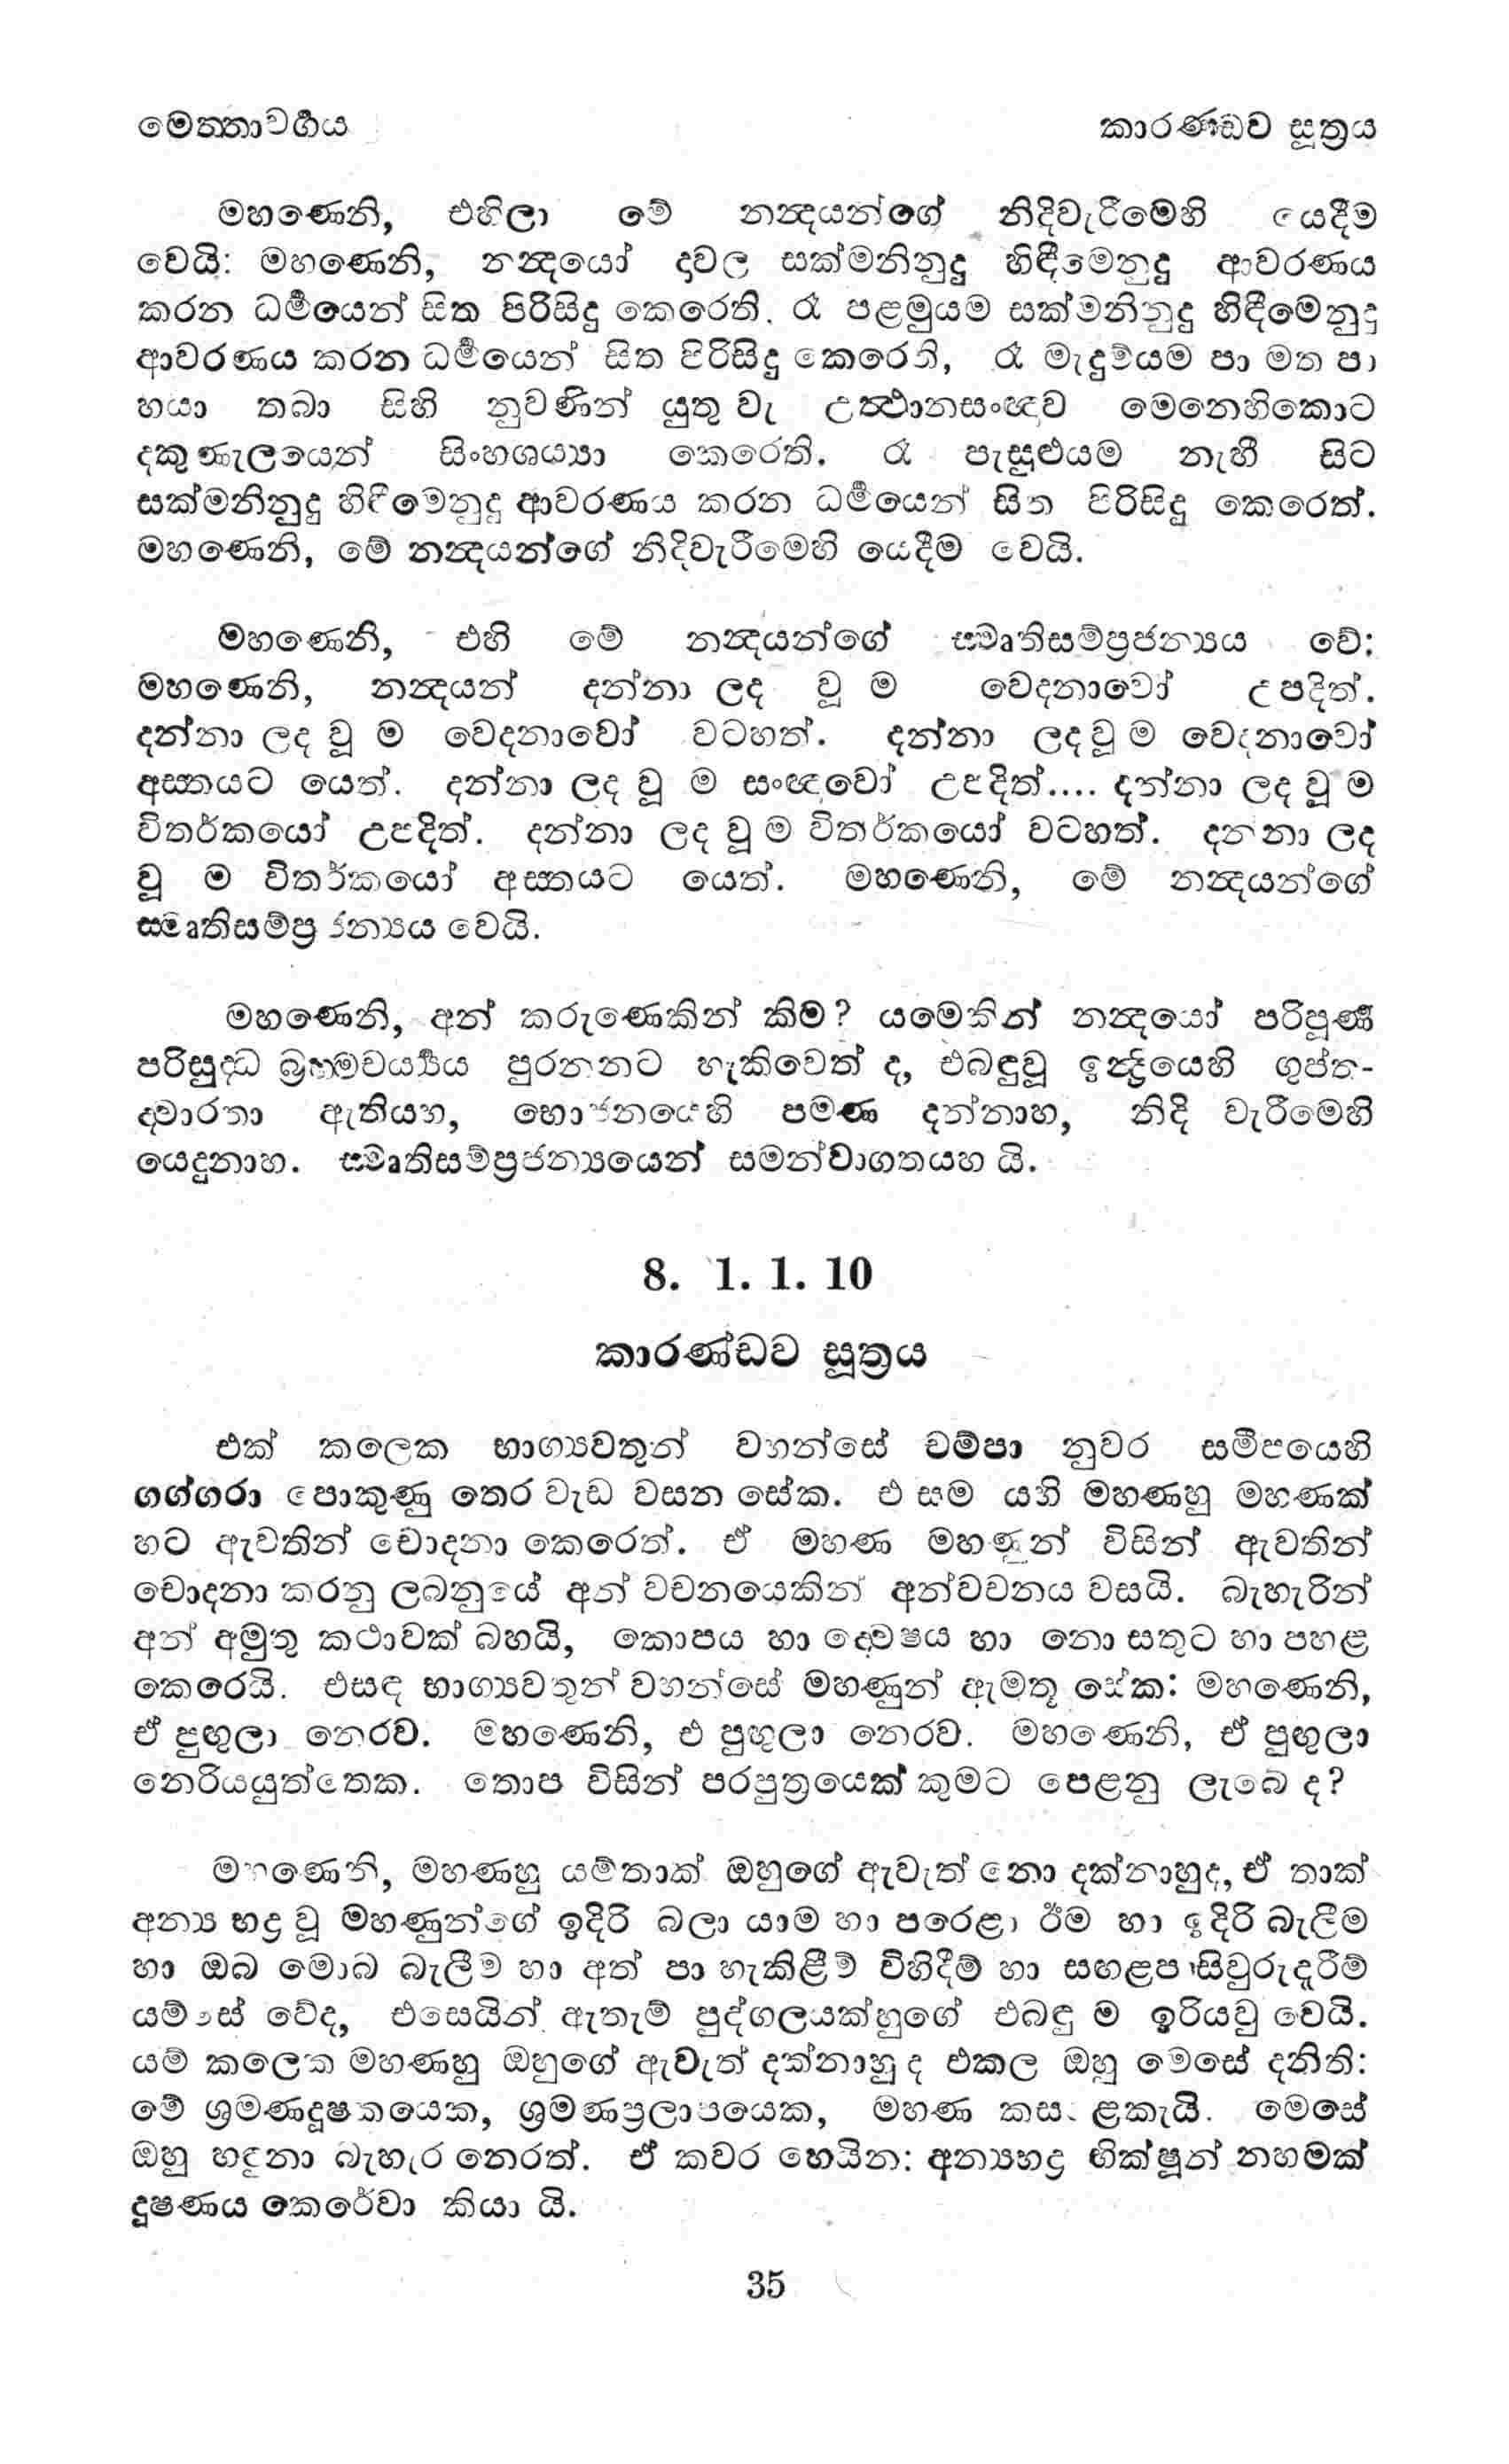 මෙත්තාවර්ගය
කාරණ්ඩව සූත්‍රය
මහණෙනි, එහිලා මේ නන්‍දයන්ගේ නිදිවැරීමෙහි යෙදීම
වෙයි: මහණෙනි, නන්‍දයෝ දාවල සක්මනිනුදු හිඳීමෙනුදු ආවරණය
කරන ධර්‍මයෙන් සිත පිරිසිදු කෙරෙති. රෑ පළමුයම සක්මනිනුදු හිඳීමෙනුදු
ආවරණය කරන ධර්‍මයෙන් සිත පිරිසිදු කෙරෙති, රෑ මැදුම්යම පා මත පා
හයා තබා සිහි නුවණින් යුතු වැ උත්‍ථානසංඥාව මෙනෙහිකොට
දකුණැලයෙන් සිංහශය්‍යා කෙරෙති. රෑ පැසුළුයම නැගී සිට
සක්මනිනුදු හිඳීමෙනුදු ආවරණය කරන ධර්‍මයෙන් සිත පිරිසිදු කෙරෙත්.
මහණෙනි, මේ නන්‍දයන්ගේ නිදිවැරීමෙහි යෙදීම වෙයි.
මහණෙනි, එහි මේ නන්‍දයන්ගේ ස්මෘතිසම්ප්‍රජන්‍යය වේ:
මහණෙනි, නන්‍දයන් දන්නා ලද වූ ම වෙදනාවෝ උපදිත්.
දන්නා ලද වූ ම වෙදනාවෝ වටහත්. දන්නා ලද වූ ම වෙදනාවෝ
අස්තයට යෙත්. දන්නා ලද වූ ම සංඥාවෝ උපදිත්.... දන්නා ලද වූ ම
විතර්කයෝ උපදිත්. දන්නා ලද වූ ම විතර්කයෝ වටහත්. දන්නා ලද
වූ ම විතර්කයෝ අස්තයට යෙත්. මහණෙනි, මේ නන්‍දයන්ගේ
ස්මෘතිසම්ප්‍රජන්‍යය වෙයි.
මහණෙනි, අන් කරුණෙකින් කිම? යමෙකින් නන්‍දයෝ පරිපූර්‍ණ
පරිසුද්‍ධ බ්‍රහ්මචර්‍ය්‍යය පුරනනට හැකිවෙත් ද, එබඳුවූ ඉන්‍ද්‍රියෙහි ගුප්ත-
ද්‍වාරතා ඇතියහ, භොජනයෙහි පමණ දන්නාහ, නිදි වැරීමෙහි
යෙදුනාහ. ස්මෘතිසම්ප්‍රජන්‍යයෙන් සමන්වාගතයහ යි.
8. 1. 1. 10
කාරණ්ඩව සූත්‍රය
එක් කලෙක භාග්‍යවතුන් වහන්සේ චම්පා නුවර සමීපයෙහි
ගග්ගරා පොකුණු තෙර වැඩ වසන සේක. එ සමයහි මහණහු මහණක්
හට ඇවතින් චොදනා කෙරෙත්. ඒ මහණ මහණුන් විසින් ඇවතින්
චොදනා කරනු ලබනුයේ අන් වචනයෙකින් අන්වචනය වසයි. බැහැරින්
අන් අමුතු කථාවක් බහයි, කොපය හා ද්‍වෙෂය හා නොසතුට හා පහළ
කෙරෙයි. එසඳ භාග්‍යවතුන් වහන්සේ මහණුන් ඇමතූ සේක: මහණෙනි,
ඒ පුඟුලා නෙරව. මහණෙනි, එ පුඟුලා නෙරව. මහණෙනි, ඒ පුඟුලා
නෙරියයුත්තෙක. තොප විසින් පරපුත්‍රයෙක් කුමට පෙළනු ලැබෙ ද?
මහණෙනි, මහණහු යම්තාක් ඔහුගේ ඇවැත් නො දක්නාහුද, ඒ තාක්
අන්‍ය භද්‍ර වූ මහණුන්ගේ ඉදිරි බලා යාම හා පෙරළා ඊම හා ඉදිරි බැලීම
හා ඔබ මොබ බැලීම හා අත් පා හැකිළීම් විහිදීම් හා සඟළපාසිවුරුදැරීම්
යම්සේ වේද, එසෙයින් ඇතැම් පුද්ගලයක්හුගේ එබඳු ම ඉරියවු වෙයි.
යම් කලෙක මහණහු ඔහුගේ ඇවැත් දක්නාහු ද එකල ඔහු මෙසේ දනිති:
මේ ශ්‍රමණදූෂකයෙක, ශ්‍රමණප්‍රලාපයෙක, මහණ කසළකැයි. මෙසේ
ඔහු හඳුනා බැහැර නෙරත්. ඒ කවර හෙයින: අන්‍යභද්‍ර භික්ෂූන් නහමක්
දූෂණය කෙරේවා කියා යි.
35